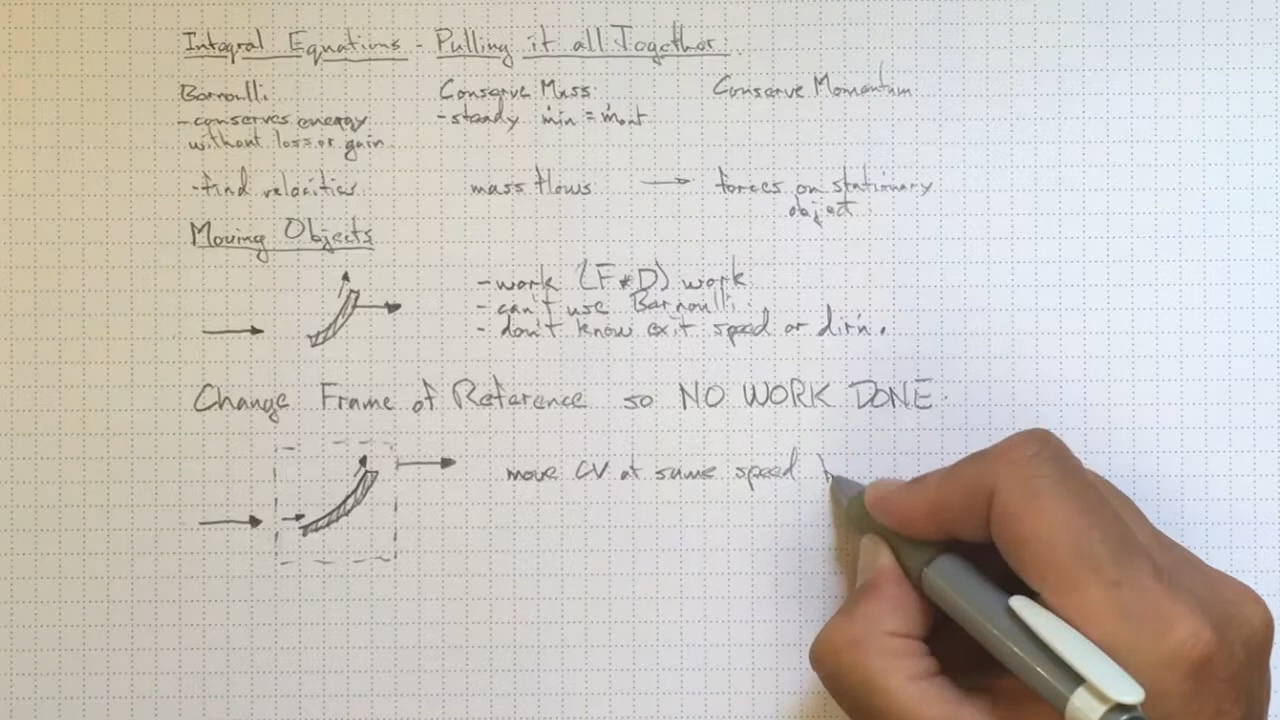 Integral Equations - Pulling it all Together.
Bernoulli
Conserve Mass
Conserve Momentum
- conserves energy
without loss or gain
- steady ṁin = ṁout
- find velocities
mass flows → forces on stationary
object
Moving Objects
- work (F*D) work
- can't use Bernoulli.
- don't know exit speed or dir'n.
Change Frame of Reference so NO WORK DONE.
move CV at same speed